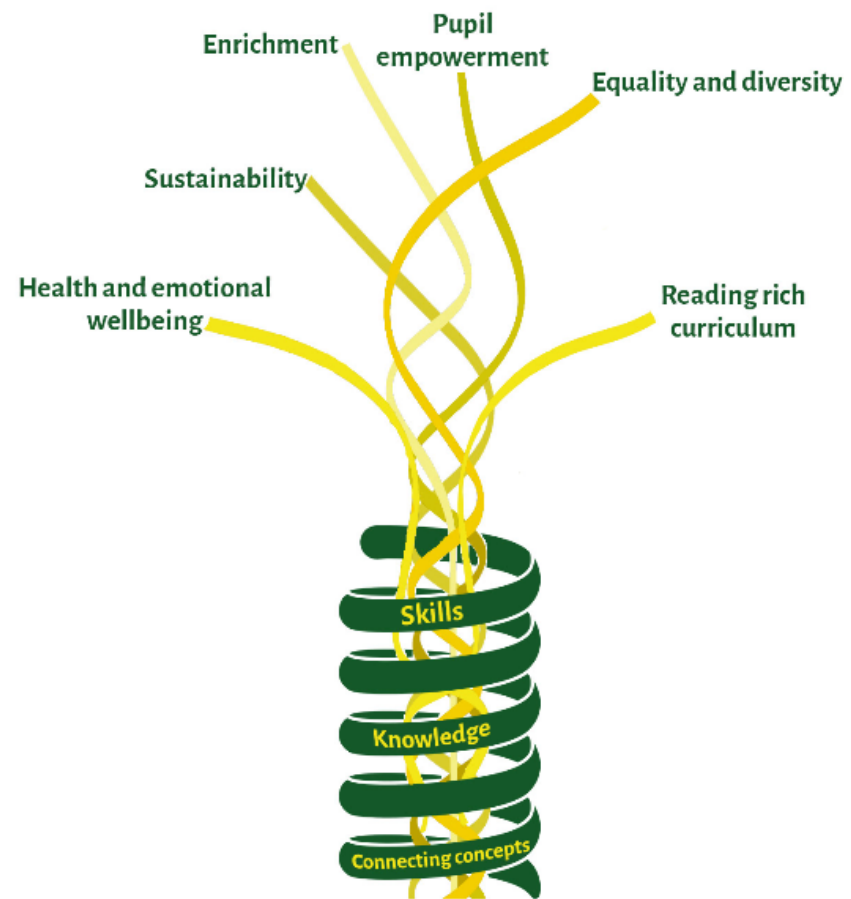 Enrichment
Pupil
empowerment
Equality and diversity
Sustainability
Health and emotional
wellbeing
Reading rich
curriculum
Skills
Knowledge
Connecting concepts